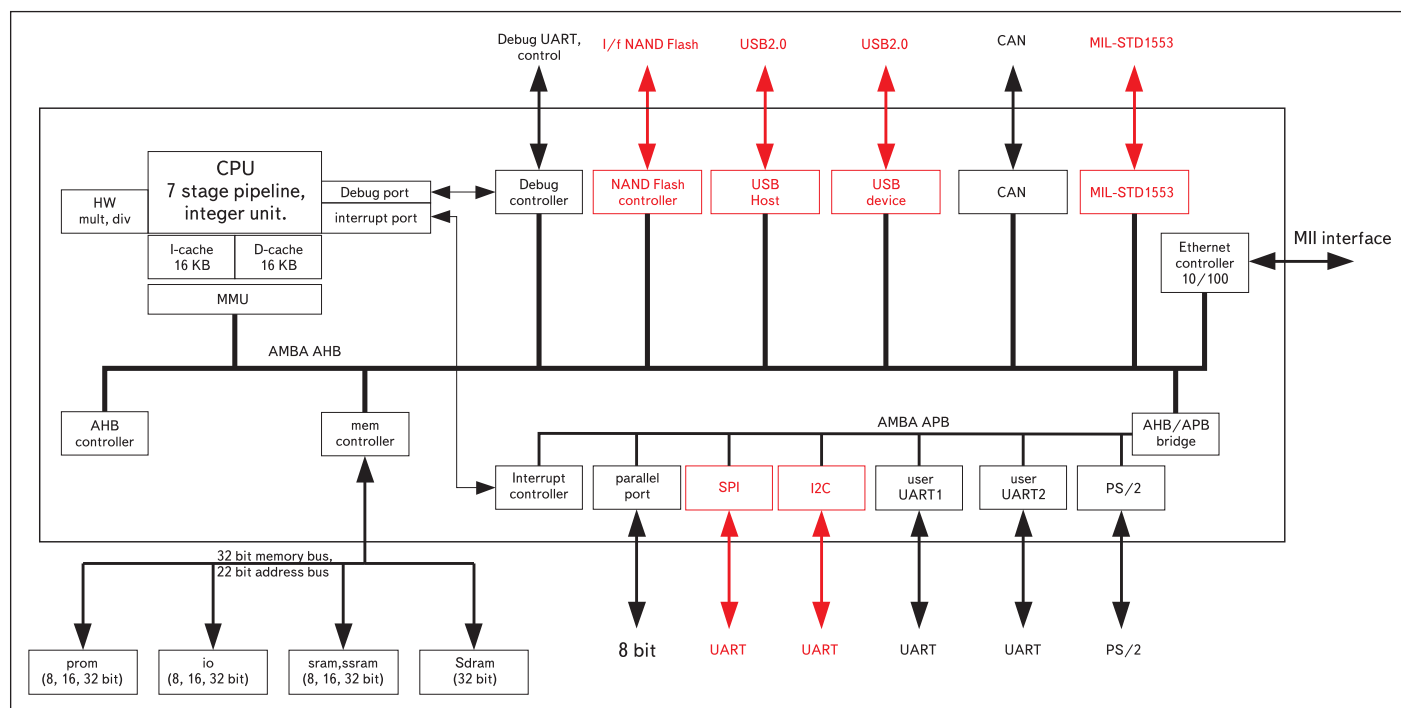 Debug UART,
control
I/f NAND Flash
USB2.0
USB2.0
CAN
MIL-STD1553
CPU
7 stage pipeline,
integer unit.
HW
mult, div
Debug port
interrupt port
I-cache
16 KB
D-cache
16 KB
MMU
Debug
controller
NAND Flash
controller
USB
Host
USB
device
CAN
MIL-STD1553
Ethernet
controller
10/100
MII interface
AMBA AHB
AHB
controller
mem
controller
AMBA APB
AHB/APB
bridge
Interrupt
controller
parallel
port
SPI
I2C
user
UART1
user
UART2
PS/2
32 bit memory bus,
22 bit address bus
8 bit
UART
UART
UART
UART
PS/2
prom
(8, 16, 32 bit)
io
(8, 16, 32 bit)
sram,ssram
(8, 16, 32 bit)
Sdram
(32 bit)